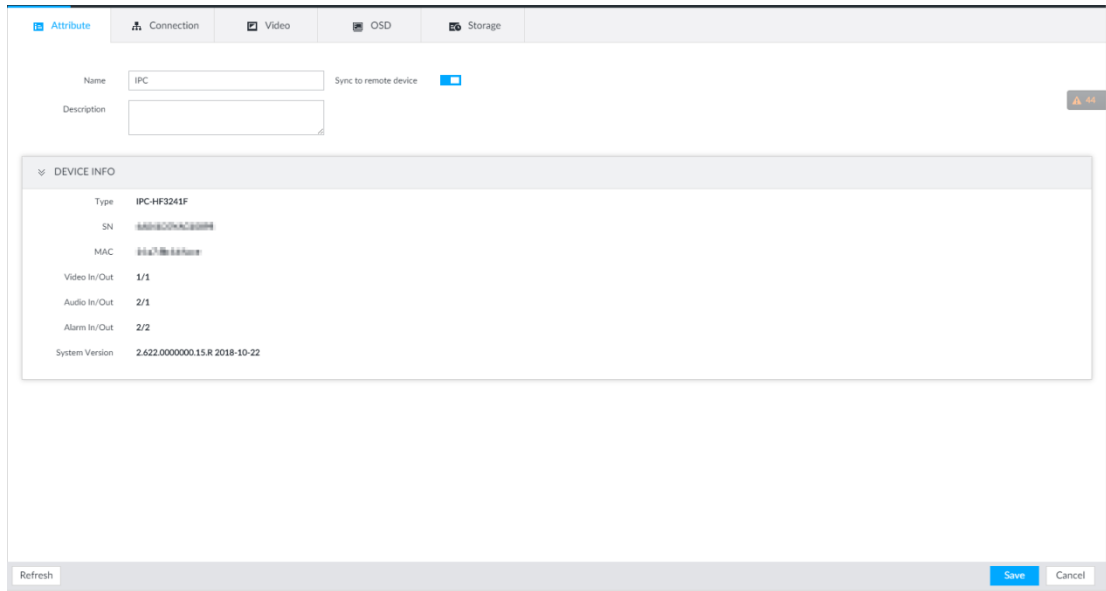 Attribute Connection Video OSD Storage
Name IPC Sync to remote device
Description
44
DEVICE INFO
Type IPC-HF3241F
SN
MAC
Video In/Out 1/1
Audio In/Out 2/1
Alarm In/Out 2/2
System Version 2.622.0000000.15.R 2018-10-22
Refresh Save Cancel